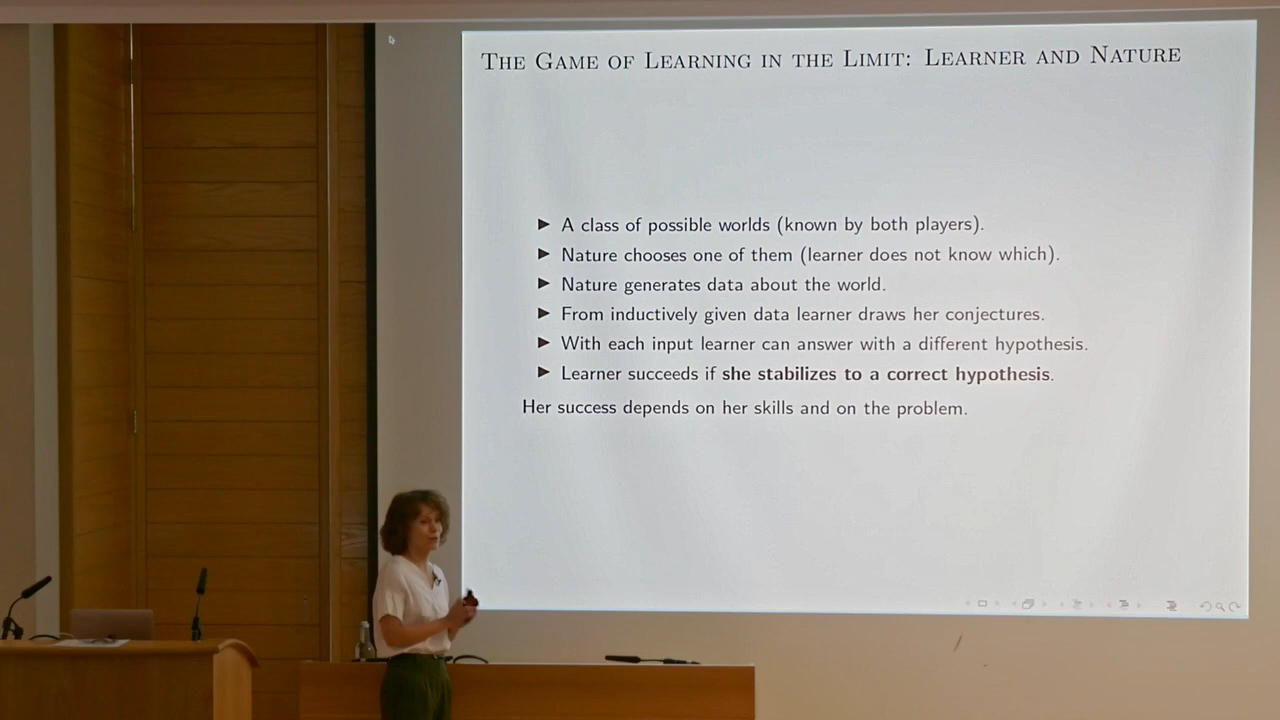 The Game of Learning in the Limit: Learner and Nature
▶ A class of possible worlds (known by both players).
▶ Nature chooses one of them (learner does not know which).
▶ Nature generates data about the world.
▶ From inductively given data learner draws her conjectures.
▶ With each input learner can answer with a different hypothesis.
▶ Learner succeeds if she stabilizes to a correct hypothesis.
Her success depends on her skills and on the problem.